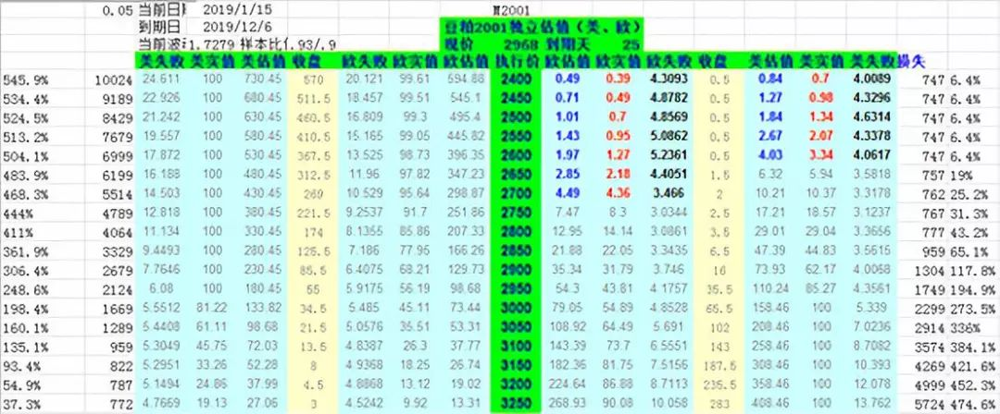 0.05 当前日期 2019/1/15 M2001
到期日 2019/12/6 豆粕2001独立估值（美、欧）
当前波动 1.7279 样本比例 .93/.9 现价 2968 到期天 25
美失败 美实值 美估值 收盘 欧失败 欧实值 欧估值 执行价 欧估值 欧实值 欧失败 收盘 美估值 美实值 美失败 损失
545.9% 10024 24.611 100 730.45 570 20.121 99.61 594.88 2400 0.49 0.39 4.3093 0.5 0.84 0.7 4.0089 747 6.4%
534.4% 9189 22.926 100 680.45 511.5 18.457 99.51 545.1 2450 0.71 0.49 4.8782 0.5 1.27 0.98 4.3296 747 6.4%
524.5% 8429 21.242 100 630.45 460.5 16.809 99.3 495.4 2500 1.01 0.7 4.8569 0.5 1.84 1.34 4.6314 747 6.4%
513.2% 7679 19.557 100 580.45 410.5 15.165 99.05 445.82 2550 1.43 0.95 5.0862 0.5 2.67 2.07 4.3378 747 6.4%
504.1% 6999 17.872 100 530.45 367.5 13.525 98.73 396.35 2600 1.97 1.27 5.2361 0.5 4.03 3.34 4.0617 747 6.4%
483.9% 6199 16.188 100 480.45 312.5 11.96 97.82 347.23 2650 2.85 2.18 4.4051 1.5 6.32 5.94 3.5818 757 19%
468.3% 5514 14.503 100 430.45 269 10.529 95.64 298.87 2700 4.49 4.36 3.466 2 10.21 10.37 3.3178 762 25.2%
444% 4789 12.818 100 380.45 221.5 9.2537 91.7 251.86 2750 7.47 8.3 3.0344 2.5 17.21 18.57 3.1237 767 31.3%
411% 4064 11.134 100 330.45 174 8.1355 85.86 207.33 2800 12.95 14.14 3.0861 3.5 29.01 29.04 3.3656 777 43.2%
361.9% 3329 9.4493 100 280.45 126.5 7.186 77.95 166.26 2850 21.88 22.05 3.3435 6.5 47.39 44.83 3.5615 959 65.1%
306.4% 2679 7.7646 100 230.45 85.5 6.4075 68.21 129.73 2900 35.34 31.79 3.746 16 73.93 62.17 4.0068 1304 117.8%
248.6% 2124 6.08 100 180.45 55 5.9175 56.19 98.68 2950 54.3 43.81 4.1757 35.5 110.24 85.27 4.3561 1749 194.9%
198.4% 1669 5.5512 81.22 133.82 34.5 5.485 45.11 73.44 3000 79.05 54.89 4.8528 65.5 158.46 100 5.339 2299 273.5%
160.1% 1289 5.4408 61.11 98.68 21.5 5.0576 35.51 53.31 3050 108.92 64.49 5.691 102 208.46 100 7.0236 2914 336%
135.1% 959 5.3049 45.75 72.03 13.5 4.8387 26.3 37.77 3100 143.39 73.7 6.5551 143 258.46 100 8.7082 3574 384.1%
93.4% 822 5.2951 33.26 52.28 8 4.9368 18.25 26.74 3150 182.36 81.75 7.5156 187.5 308.46 100 10.393 4269 421.6%
54.9% 787 5.1494 24.86 37.99 4.5 4.8868 13.12 19.02 3200 224.64 86.88 8.7113 235.5 358.46 100 12.078 4999 452.3%
37.3% 772 4.7669 19.13 27.06 3 4.5242 9.92 13.31 3250 268.93 90.08 10.058 283 408.46 100 13.762 5724 474.6%